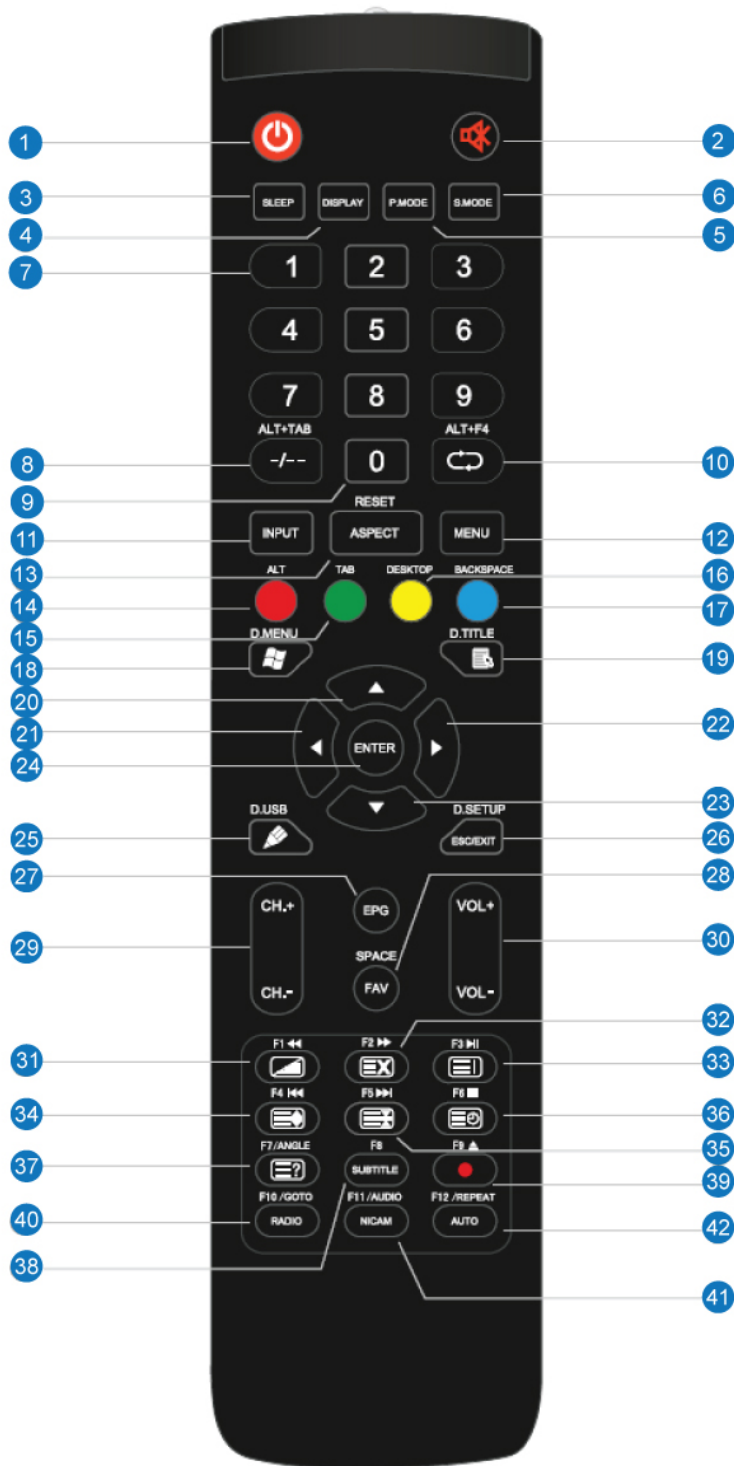 1 2
3 SLEEP DISPLAY P.MODE S.MODE 6
4 5
7 1 2 3
4 5 6
7 8 9
ALT+TAB ALT+F4
8 -/-- 0 10
9 RESET
11 INPUT ASPECT MENU 12
13 ALT TAB DESKTOP BACKSPACE 16
14 17
15 D.MENU D.TITLE
18 19
20
21 22
24 ENTER
23
D.USB D.SETUP
25 ESC/EXIT 26
27 EPG 28
CH.+ VOL+
29 SPACE 30
CH.- FAV VOL-
F1 F2 F3 32
31 X 33
F4 F5 F6
34 36
F7/ANGLE F8 F9 35
37 ? SUBTITLE 39
F10/GOTO F11/AUDIO F12/REPEAT
40 RADIO NICAM AUTO 42
38
41